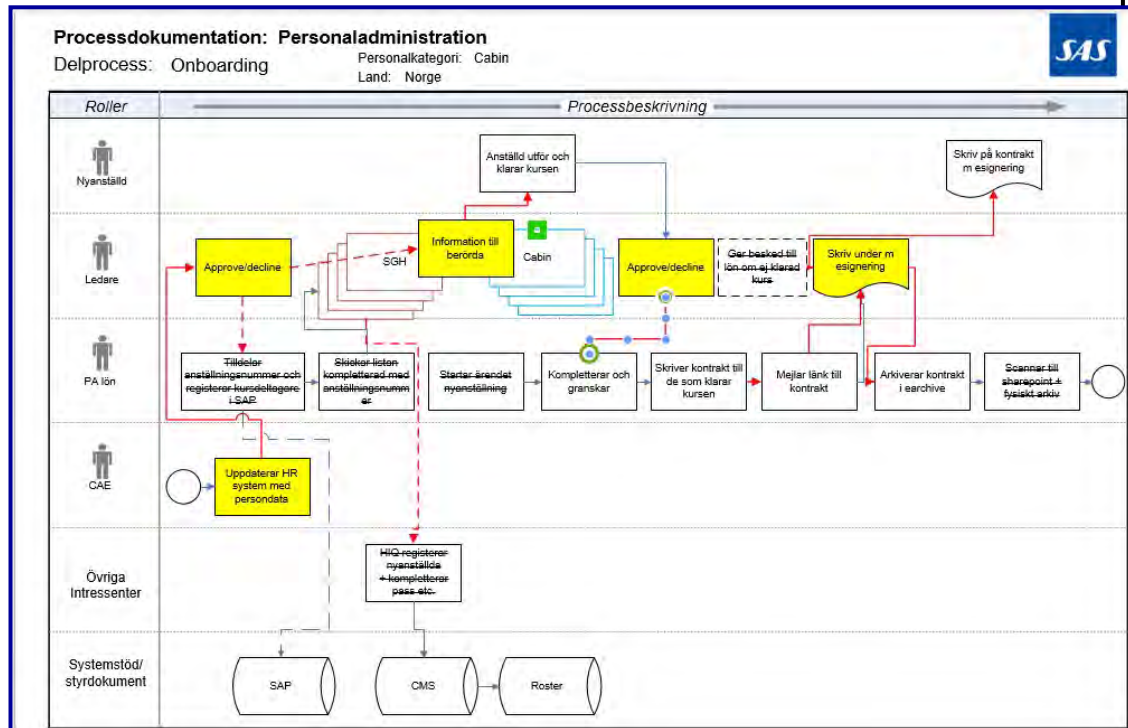 Processdokumentation: Personaladministration
Delprocess: Onboarding
Personalkategori: Cabin
Land: Norge
SAS
Roller
Processbeskrivning
Nyanställd
Anställd utför och
klarar kursen
Skriv på kontrakt
m esignering
Ledare
Approve/decline
SGH
Information till
berörda
Cabin
Approve/decline
Ger besked till
lön om ej klarad
kurs
Skriv under m
esignering
PA lön
Tilldelar
anställningsnummer och
registerar kursdeltagare
i SAP
Skickar listan
kompletterad med
anställningsnumm
er
Startar ärendet
nyanställning
Kompletterar och
granskar
Skriver kontrakt till
de som klarar
kursen
Mejlar länk till
kontrakt
Arkiverar kontrakt
i earchive
Scannar till
sharepoint +
fysiskt arkiv
CAE
Uppdaterar HR
system med
persondata
Övriga
Intressenter
HIQ registerar
nyanställda
+ kompletterar
pass etc.
Systemstöd/
styrdokument
SAP
CMS
Roster